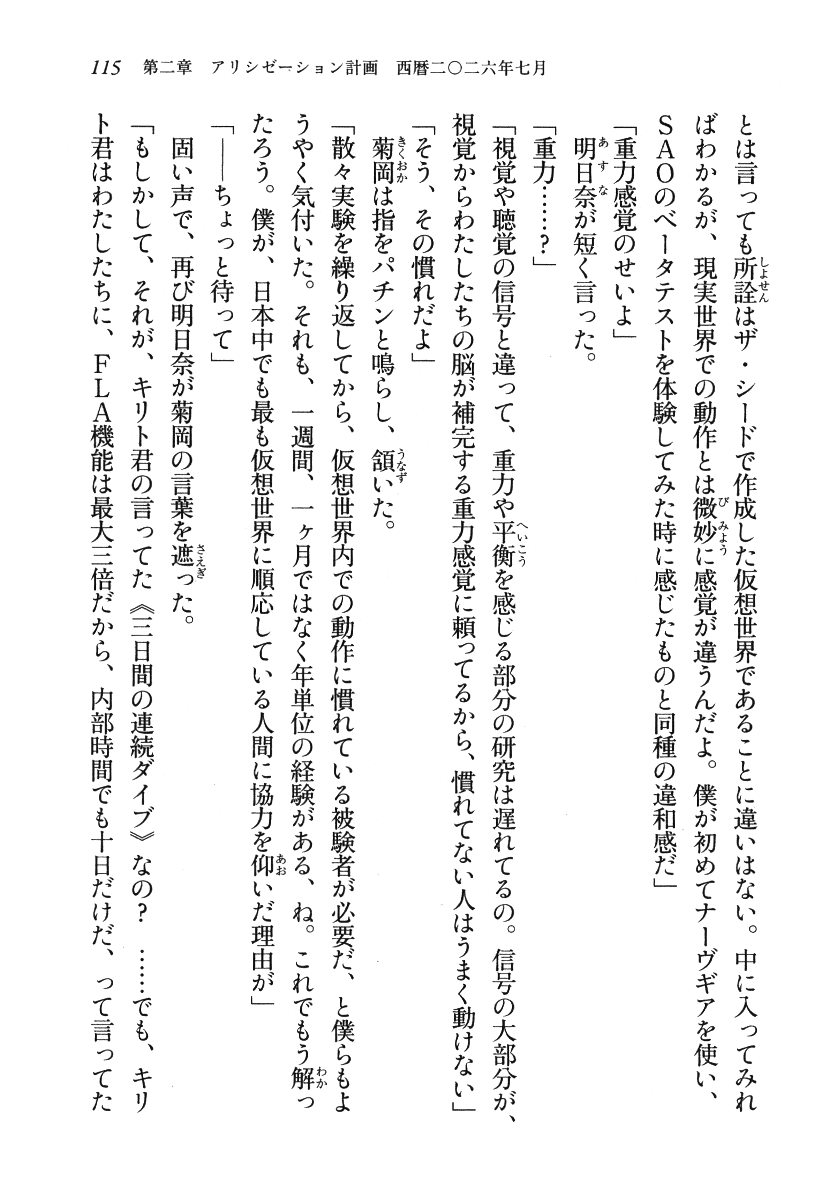 115　第二章　アリシゼーション計画　西暦二〇二六年七月
とは言っても所詮はザ・シードで作成した仮想世界であることに違いはない。中に入ってみれ
ばわかるが、現実世界での動作とは微妙に感覚が違うんだよ。僕が初めてナーヴギアを使い、
ＳＡＯのベータテストを体験してみた時に感じたものと同種の違和感だ」
「重力感覚のせいよ」
　明日奈が短く言った。
「重力……？」
「視覚や聴覚の信号と違って、重力や平衡を感じる部分の研究は遅れてるの。信号の大部分が、
視覚からわたしたちの脳が補完する重力感覚に頼ってるから、慣れてない人はうまく動けない」
「そう、その慣れだよ」
　菊岡は指をパチンと鳴らし、頷いた。
「散々実験を繰り返してから、仮想世界内での動作に慣れている被験者が必要だ、と僕らもよ
うやく気付いた。それも、一週間、一ヶ月ではなく年単位の経験がある、ね。これでもう解っ
たろう。僕が、日本中でも最も仮想世界に順応している人間に協力を仰いだ理由が」
「――ちょっと待って」
　固い声で、再び明日奈が菊岡の言葉を遮った。
「もしかして、それが、キリト君の言ってた《三日間の連続ダイブ》なの？　……でも、キリ
ト君はわたしたちに、ＦＬＡ機能は最大三倍だから、内部時間でも十日だけだ、って言ってた